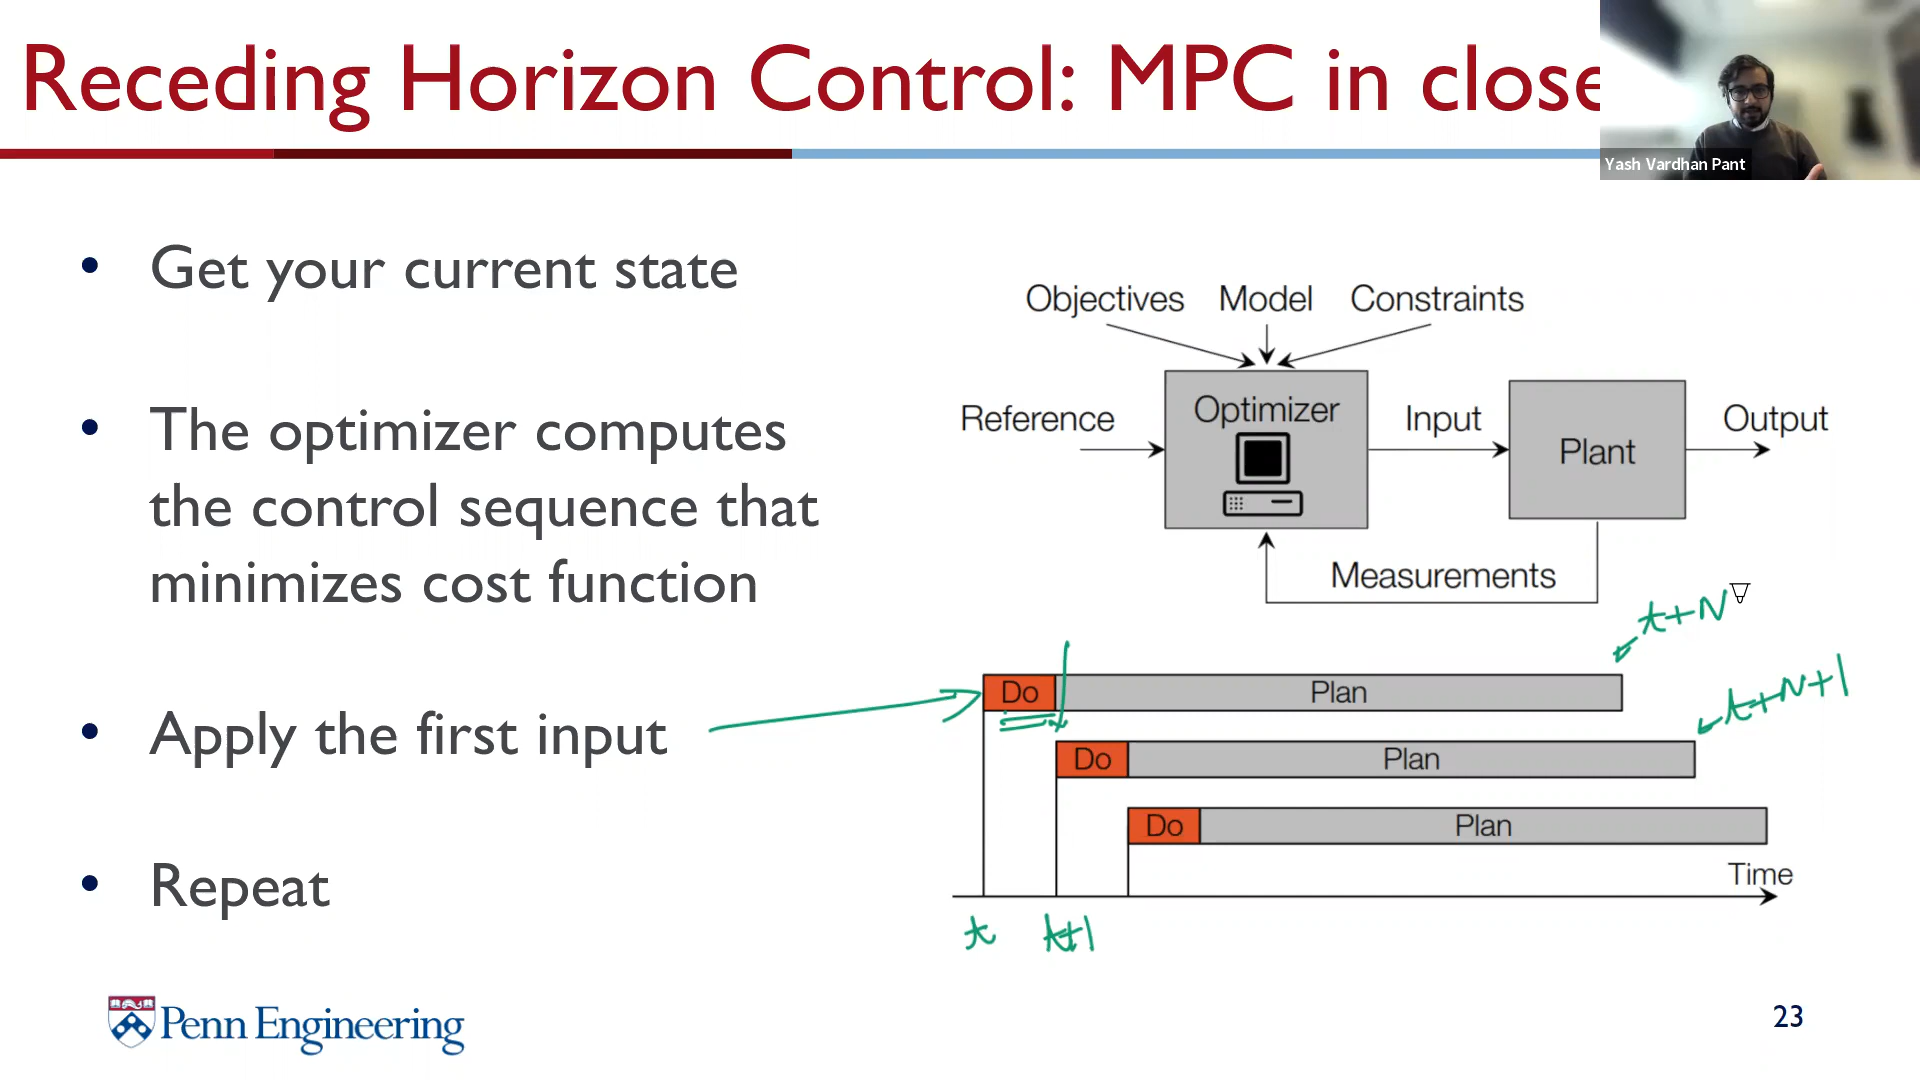 Receding Horizon Control: MPC in close
Yash Vardhan Pant
• Get your current state
• The optimizer computes
the control sequence that
minimizes cost function
• Apply the first input
• Repeat
Objectives Model Constraints
Reference
Optimizer
Input
Plant
Output
Measurements
t+N
Do Plan
t+N+1
Do Plan
Do Plan
Time
t t+1
Penn Engineering
23